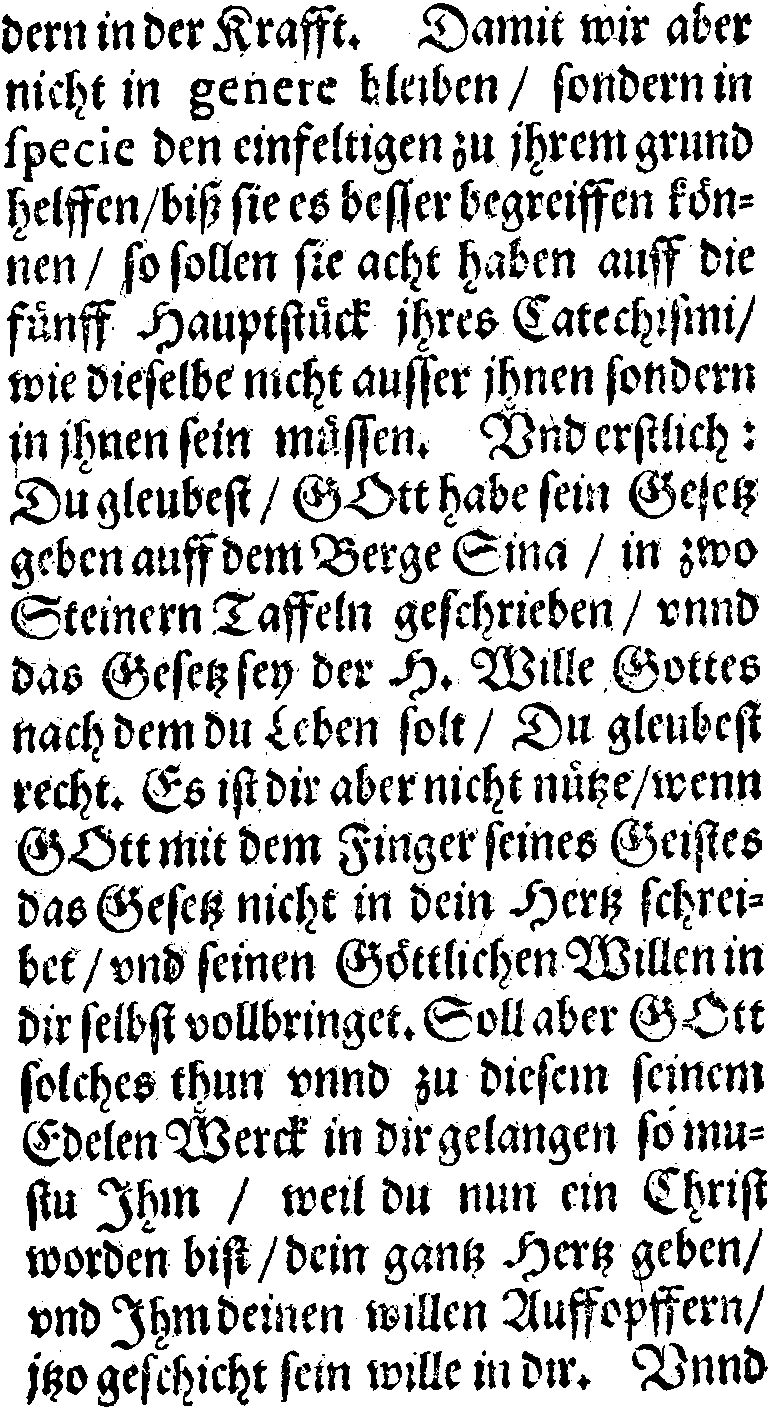 dern in der Krafft. Damit wir aber
nicht in genere bleiben / sondern in
specie den einfeltigen zu jhrem grund
helffen/biß sie es besser begreiffen kön⸗
nen / so sollen sie acht haben auff die
fünff Hauptstück jhres Catechismi/
wie dieselbe nicht ausser jhnen sondern
in jhnen sein müssen. Vnd erstlich:
Du gleubest / GOtt habe sein Gesetz
geben auff dem Berge Sina / in zwo
Steinern Taffeln geschrieben / vnnd
das Gesetz sey der H. Wille Gottes
nach dem du Leben solt / Du gleubest
recht. Es ist dir aber nicht nütze/wenn
GOtt mit dem Finger seines Geistes
das Gesetz nicht in dein Hertz schrei⸗
bet / vnd seinen Göttlichen Willen in
dir selbst vollbringet. Soll aber GOtt
solches thun vnnd zu diesem seinem
Edelen Werck in dir gelangen so mu⸗
stu Jhm / weil du nun ein Christ
worden bist / dein gantz Hertz geben/
vnd Jhm deinen willen Auffopffern/
jtzo geschicht sein wille in dir. Vnnd